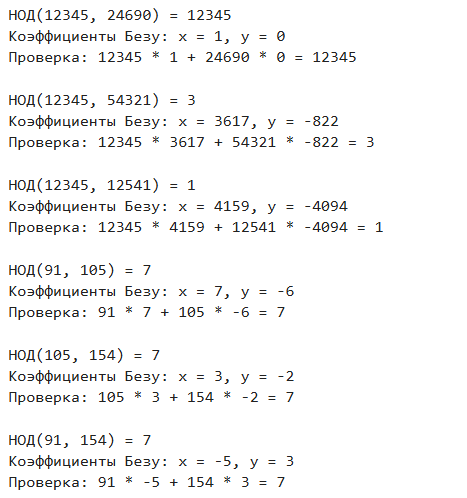 НОД(12345, 24690) = 12345
Коэффициенты Безу: x = 1, y = 0
Проверка: 12345 * 1 + 24690 * 0 = 12345
НОД(12345, 54321) = 3
Коэффициенты Безу: x = 3617, y = -822
Проверка: 12345 * 3617 + 54321 * -822 = 3
НОД(12345, 12541) = 1
Коэффициенты Безу: x = 4159, y = -4094
Проверка: 12345 * 4159 + 12541 * -4094 = 1
НОД(91, 105) = 7
Коэффициенты Безу: x = 7, y = -6
Проверка: 91 * 7 + 105 * -6 = 7
НОД(105, 154) = 7
Коэффициенты Безу: x = 3, y = -2
Проверка: 105 * 3 + 154 * -2 = 7
НОД(91, 154) = 7
Коэффициенты Безу: x = -5, y = 3
Проверка: 91 * -5 + 154 * 3 = 7